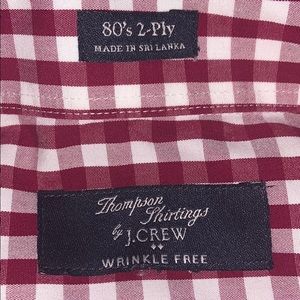 80's 2-Ply
MADE IN SRI LANKA
Thompson
Shirtings
by J.CREW
WRINKLE FREE